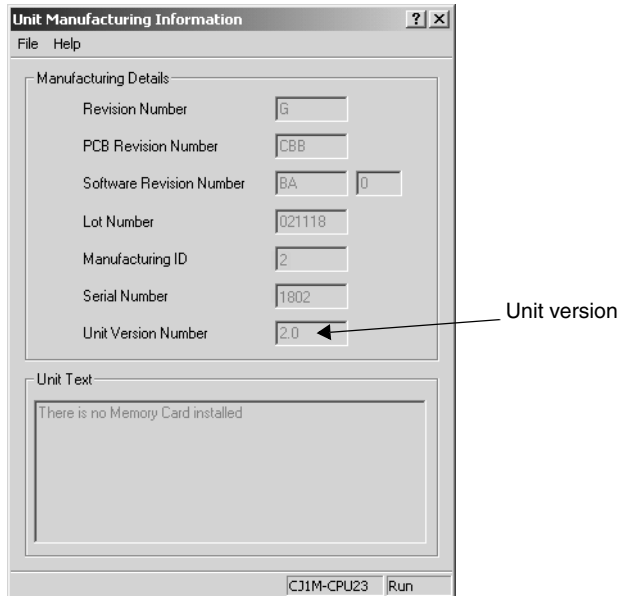 Unit Manufacturing Information
File Help
Manufacturing Details
Revision Number G
PCB Revision Number CBB
Software Revision Number BA 0
Lot Number 021118
Manufacturing ID 2
Serial Number 1802
Unit Version Number 2.0
Unit version
Unit Text
There is no Memory Card installed
CJ1M-CPU23 Run